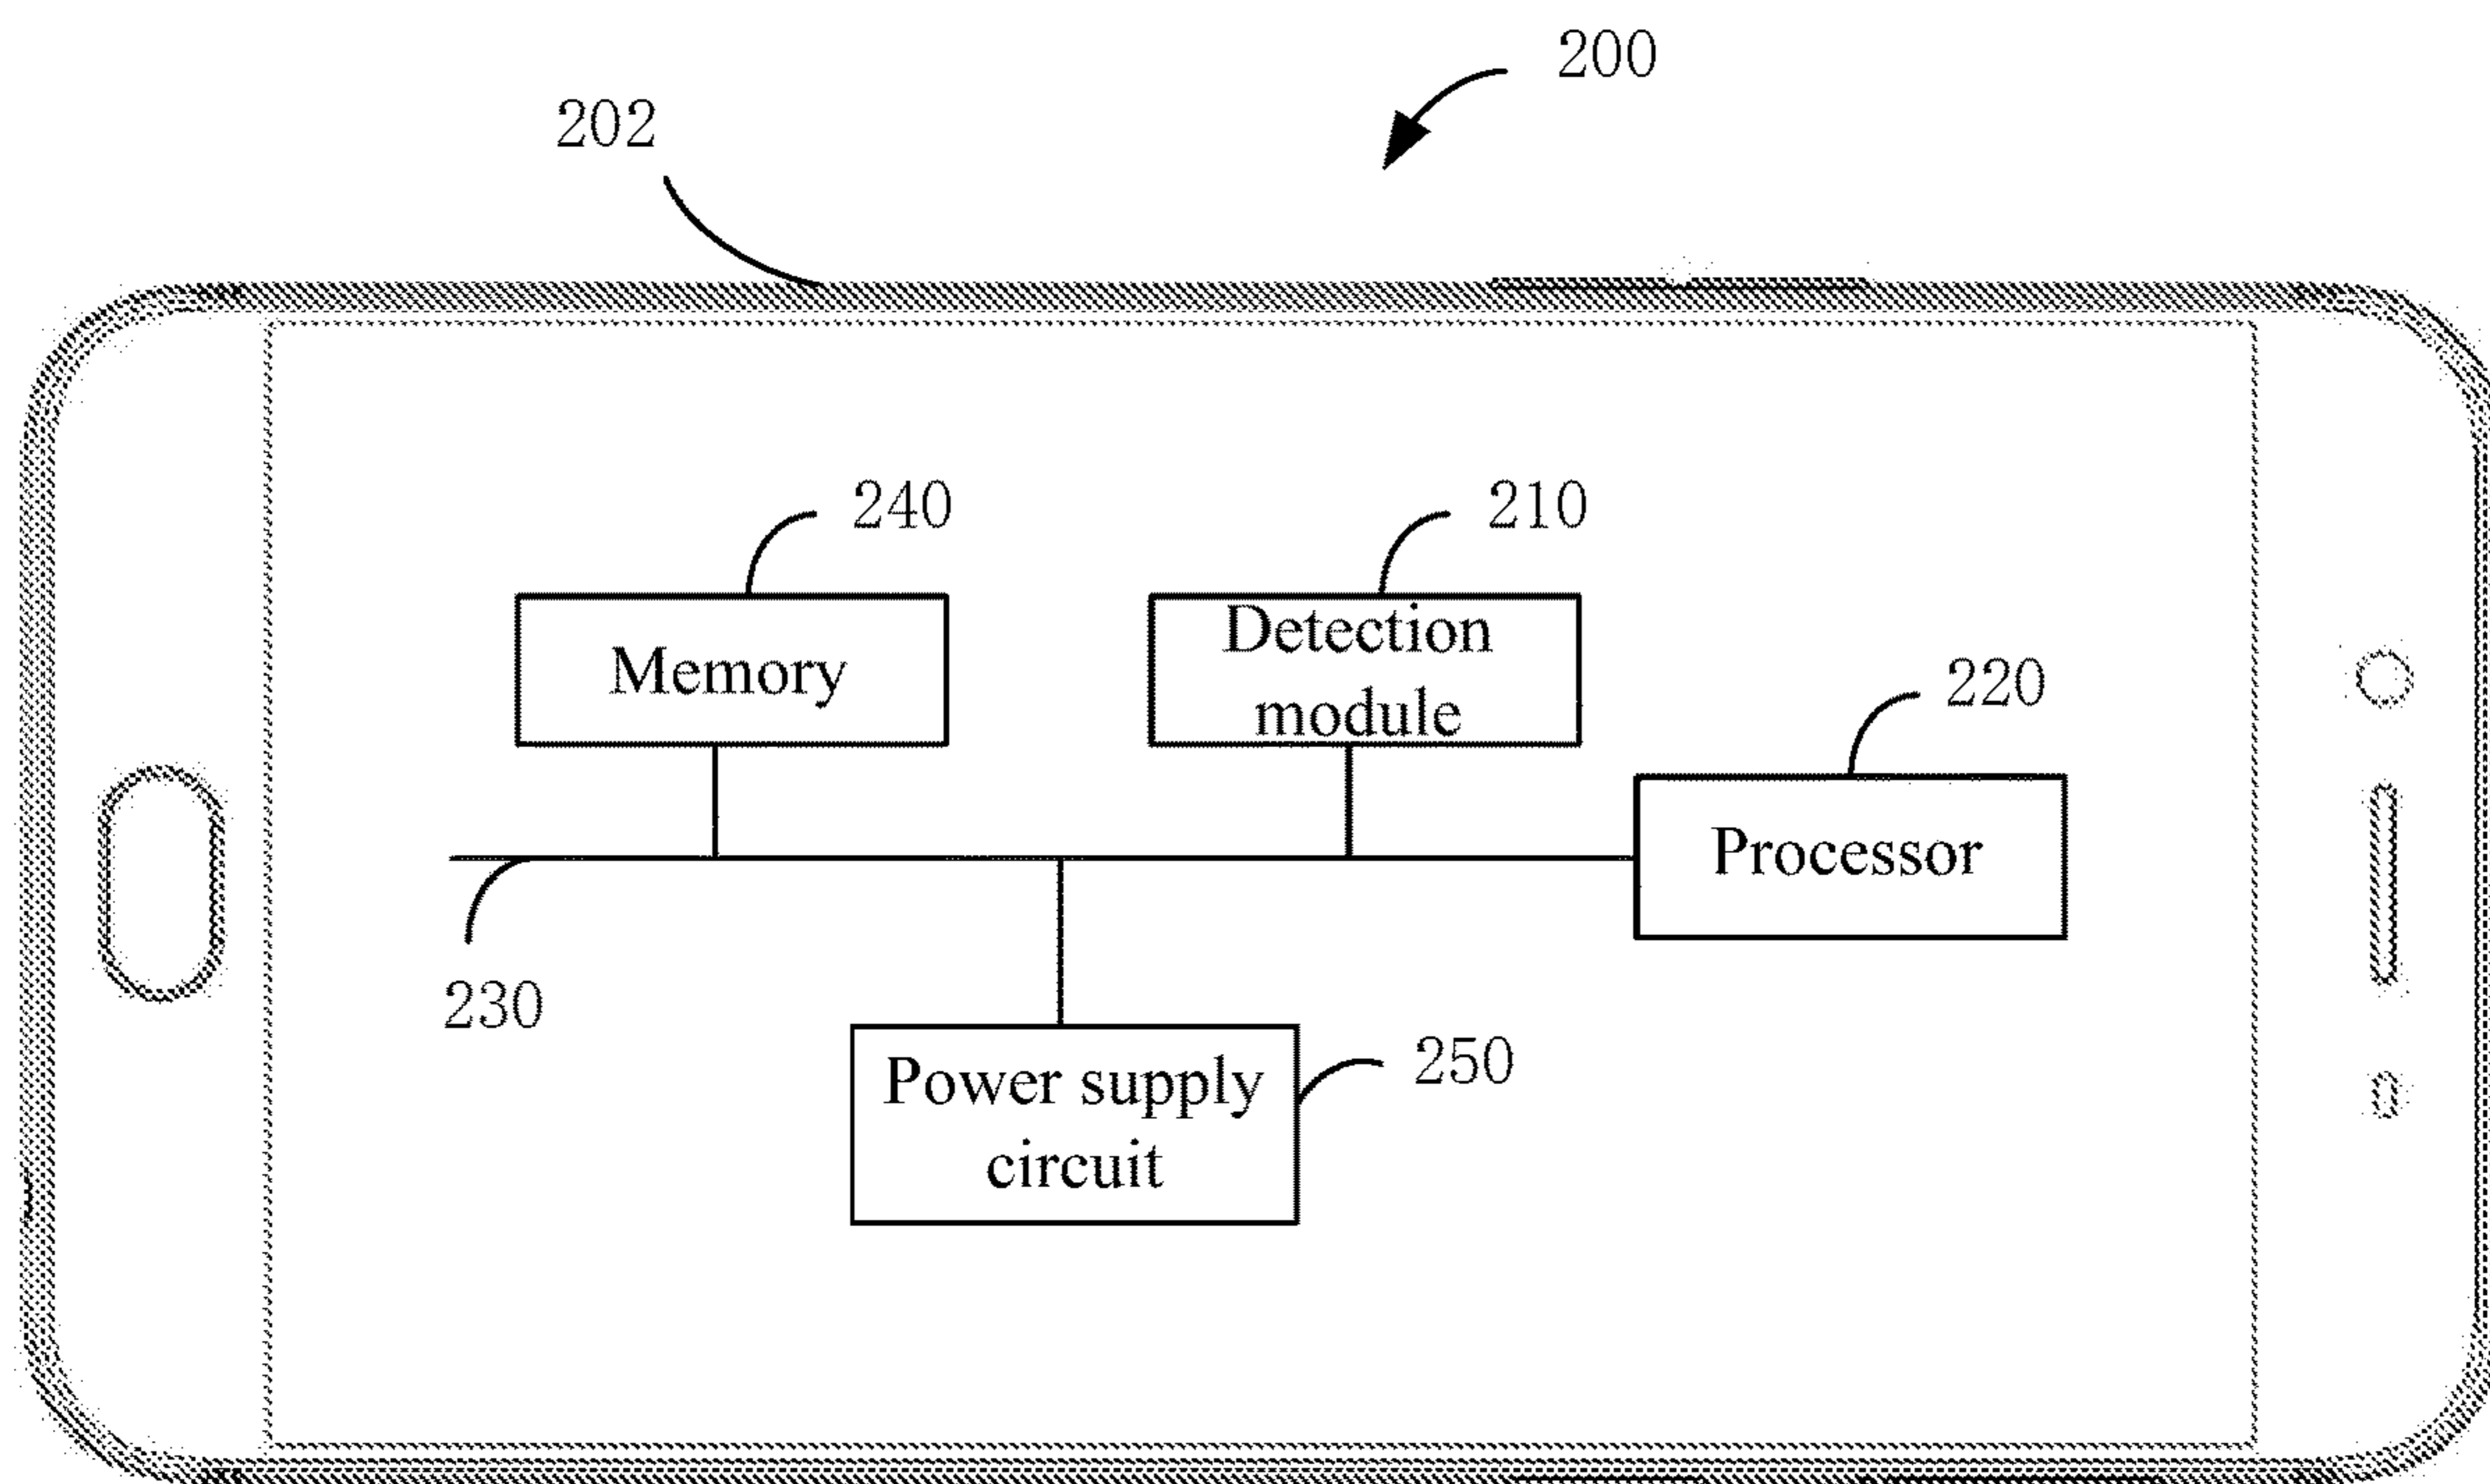 200
202
240
210
Memory
Detection
module
220
Processor
230
Power supply
circuit
250